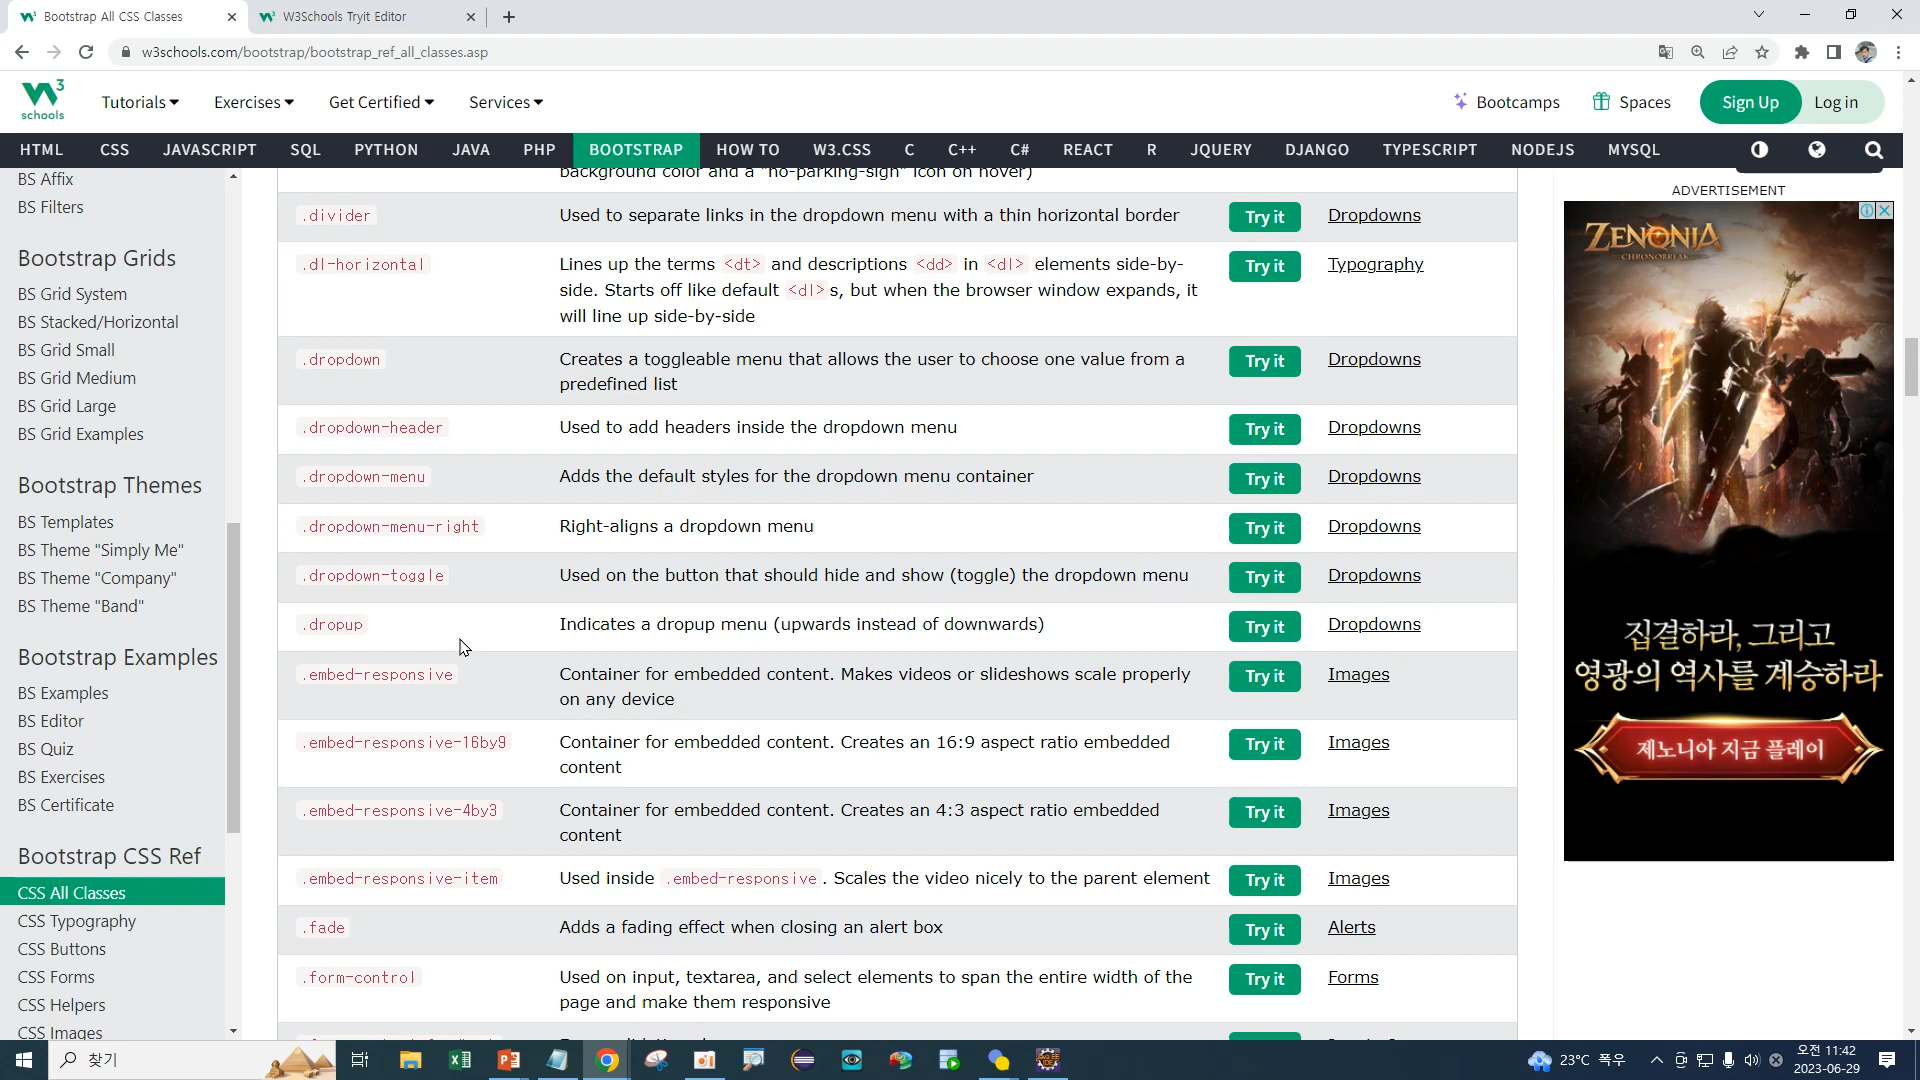 Bootstrap All CSS Classes
W3Schools Tryit Editor
w3schools.com/bootstrap/bootstrap_ref_all_classes.asp
schools
Tutorials
Exercises
Get Certified
Services
Bootcamps
Spaces
Sign Up
Log in
HTML
CSS
JAVASCRIPT
SQL
PYTHON
JAVA
PHP
BOOTSTRAP
HOW TO
W3.CSS
C
C++
C#
REACT
R
JQUERY
DJANGO
TYPESCRIPT
NODEJS
MYSQL
BS Affix
BS Filters
Bootstrap Grids
BS Grid System
BS Stacked/Horizontal
BS Grid Small
BS Grid Medium
BS Grid Large
BS Grid Examples
Bootstrap Themes
BS Templates
BS Theme "Simply Me"
BS Theme "Company"
BS Theme "Band"
Bootstrap Examples
BS Examples
BS Editor
BS Quiz
BS Exercises
BS Certificate
Bootstrap CSS Ref
CSS All Classes
CSS Typography
CSS Buttons
CSS Forms
CSS Helpers
CSS Images
background color and a "no-parking-sign" icon on hover)
.divider Used to separate links in the dropdown menu with a thin horizontal border Try it Dropdowns
.dl-horizontal Lines up the terms <dt> and descriptions <dd> in <dl> elements side-by- Try it Typography
side. Starts off like default <dl> s, but when the browser window expands, it
will line up side-by-side
.dropdown Creates a toggleable menu that allows the user to choose one value from a Try it Dropdowns
predefined list
.dropdown-header Used to add headers inside the dropdown menu Try it Dropdowns
.dropdown-menu Adds the default styles for the dropdown menu container Try it Dropdowns
.dropdown-menu-right Right-aligns a dropdown menu Try it Dropdowns
.dropdown-toggle Used on the button that should hide and show (toggle) the dropdown menu Try it Dropdowns
.dropup Indicates a dropup menu (upwards instead of downwards) Try it Dropdowns
.embed-responsive Container for embedded content. Makes videos or slideshows scale properly Try it Images
on any device
.embed-responsive-16by9 Container for embedded content. Creates an 16:9 aspect ratio embedded Try it Images
content
.embed-responsive-4by3 Container for embedded content. Creates an 4:3 aspect ratio embedded Try it Images
content
.embed-responsive-item Used inside .embed-responsive . Scales the video nicely to the parent element Try it Images
.fade Adds a fading effect when closing an alert box Try it Alerts
.form-control Used on input, textarea, and select elements to span the entire width of the Try it Forms
page and make them responsive
ADVERTISEMENT
ZENONIA
CHRONOBREAK
집결하라, 그리고
영광의 역사를 계승하라
제노니아 지금 플레이
찾기
23°C 폭우
오전 11:42
2023-06-29